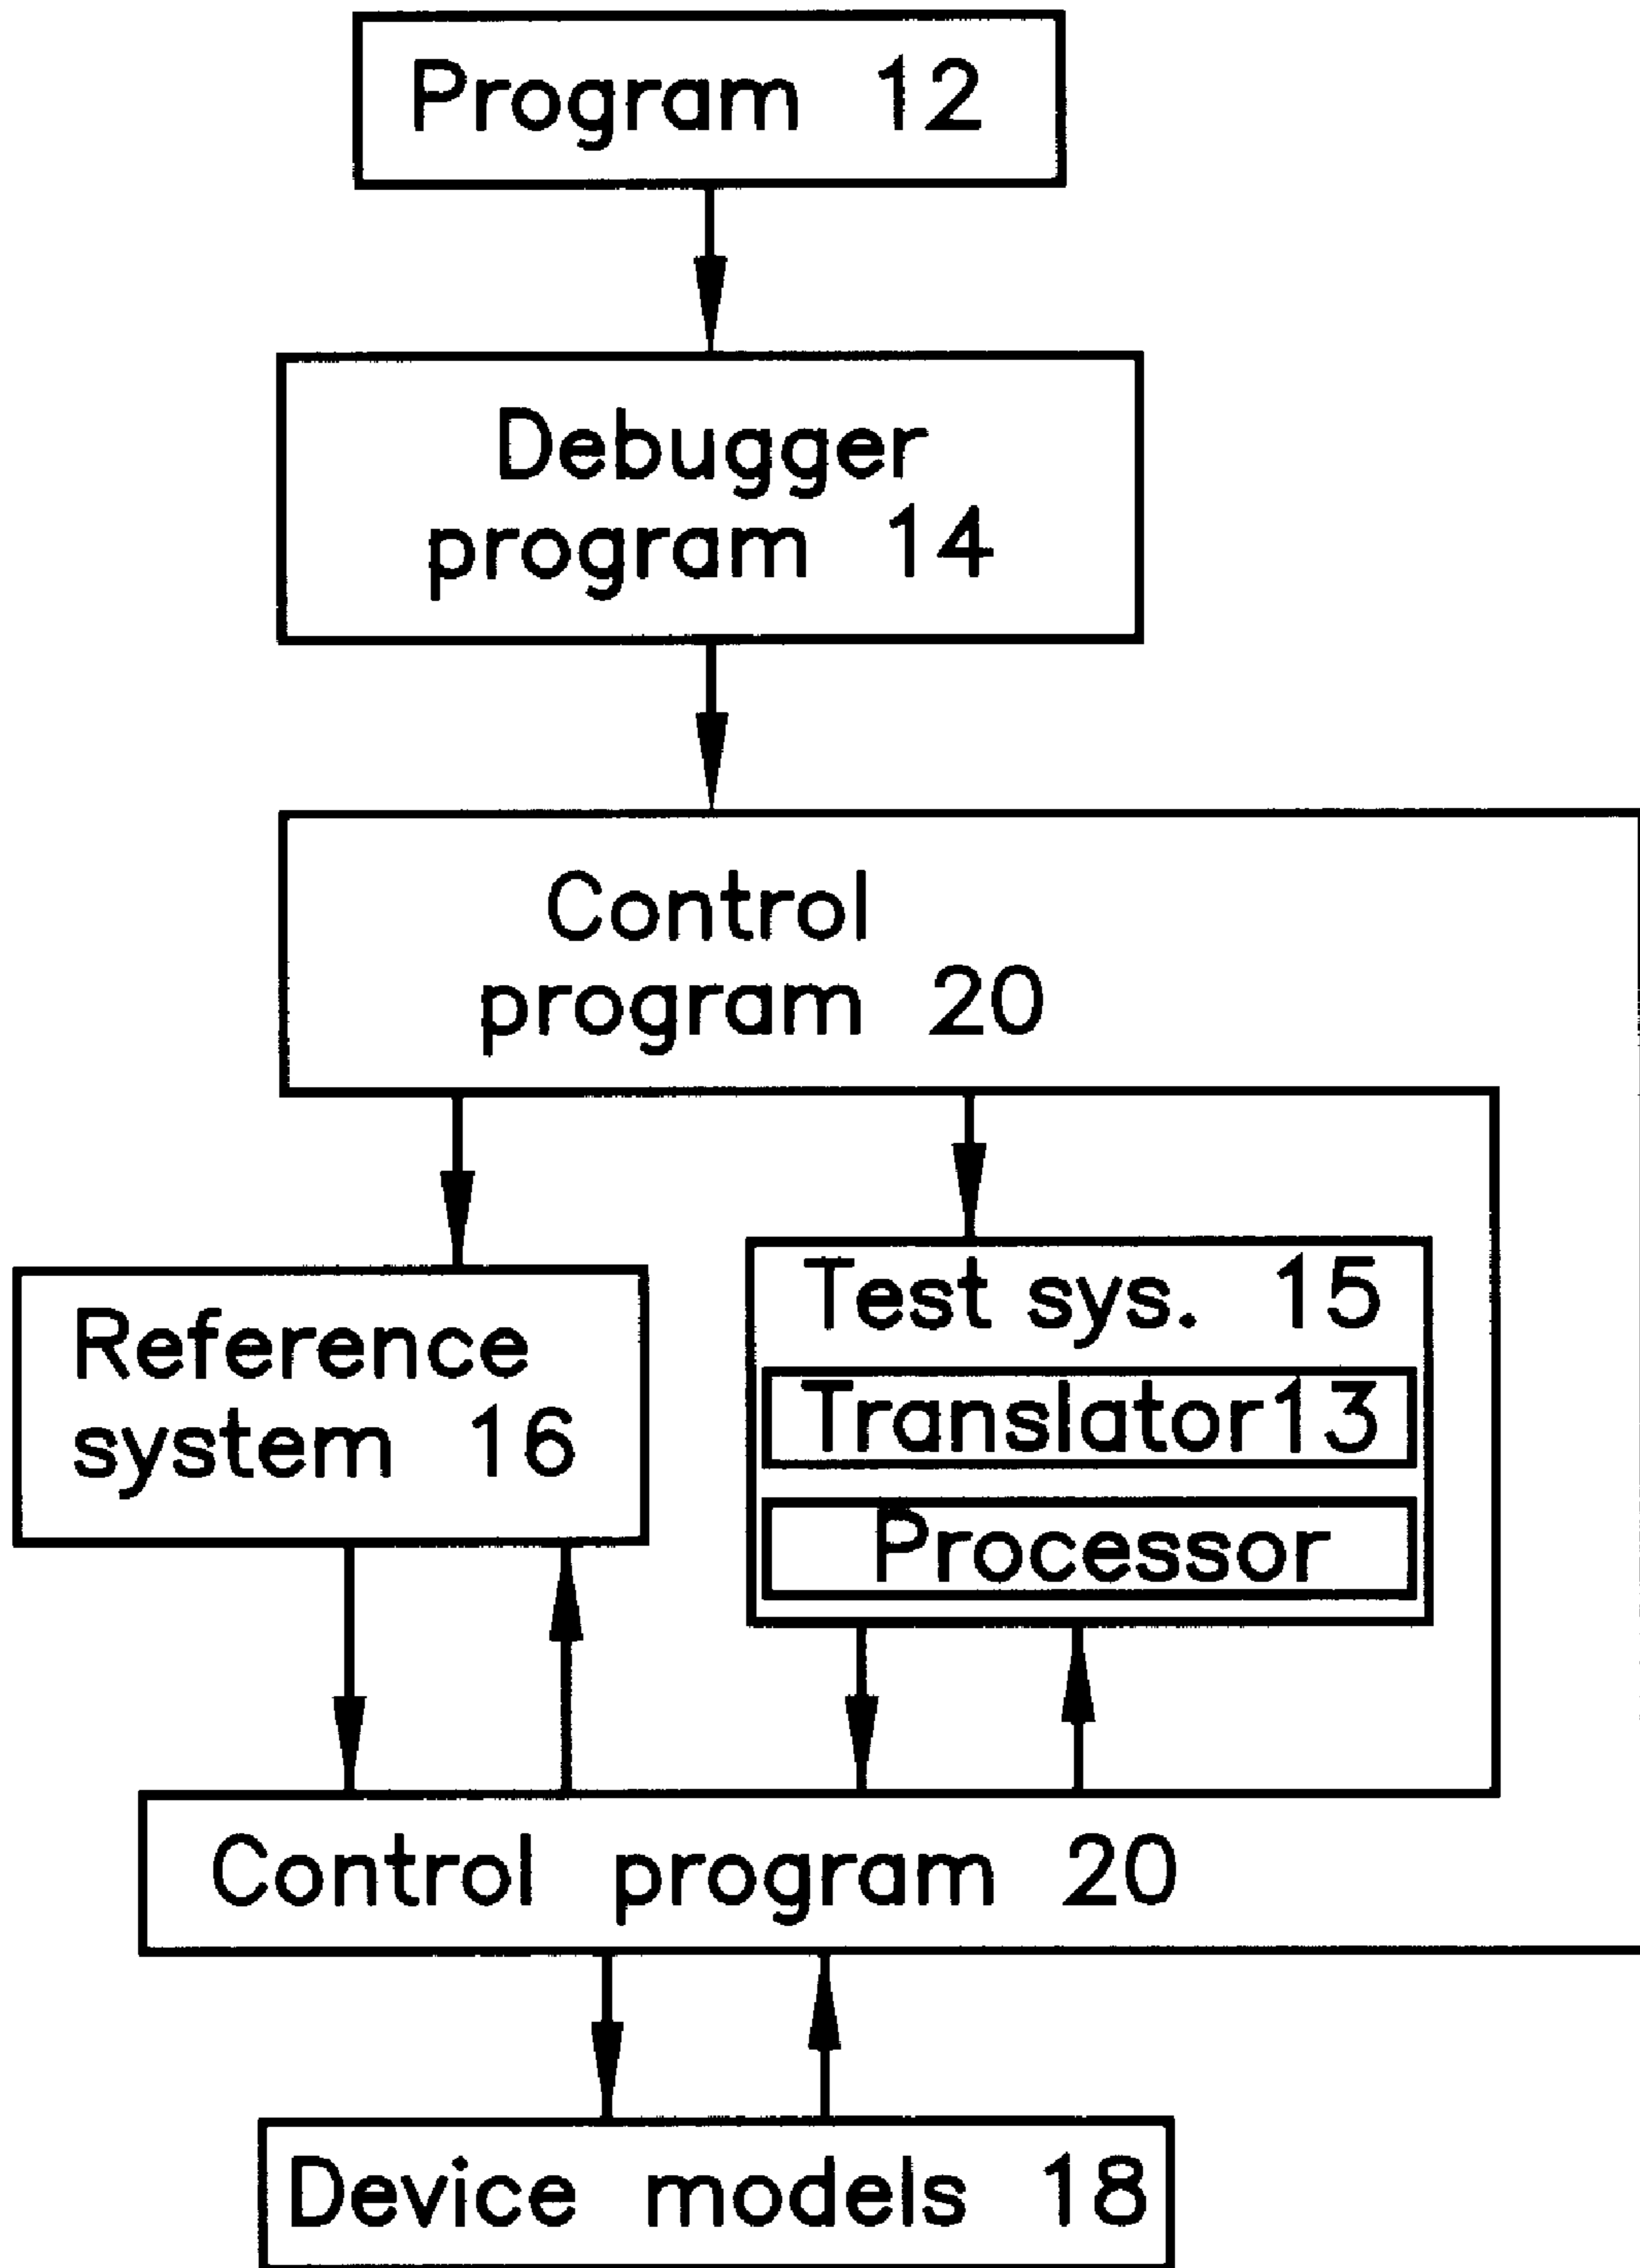 Program 12
Debugger
program 14
Control
program 20
Reference
system 16
Test sys. 15
Translator13
Processor
Control program 20
Device models 18